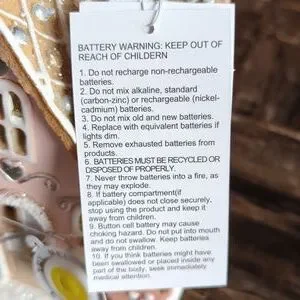 BATTERY WARNING: KEEP OUT OF
REACH OF CHILDERN
1. Do not recharge non-rechargeable
batteries.
2. Do not mix alkaline, standard
(carbon-zinc) or rechargeable (nickel-
cadmium) batteries.
3. Do not mix old and new batteries.
4. Replace with equivalent batteries if
lights dim.
5. Remove exhausted batteries from
products.
6. BATTERIES MUST BE RECYCLED OR
DISPOSED OF PROPERLY.
7. Never throw batteries into a fire, as
they may explode.
8. If battery compartment(if
applicable) does not close securely,
stop using the product and keep it
away from children.
9. Button cell battery may cause
choking hazard. Do not put into mouth
and do not swallow. Keep batteries
away from children.
10. If you think batteries might have
been swallowed or placed inside any
part of the body, seek immediately
medical attention.